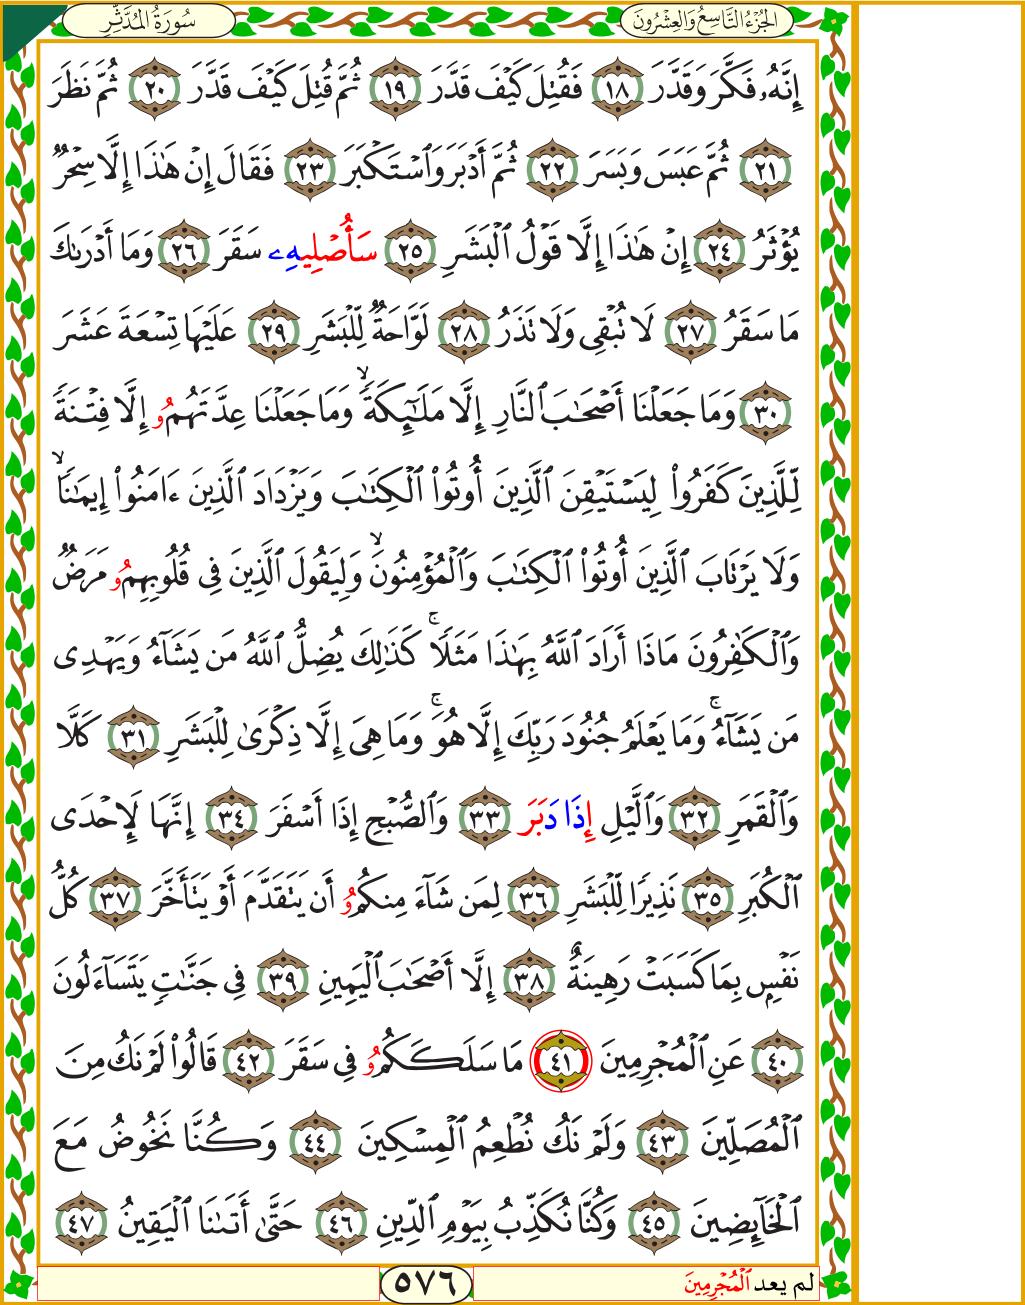 الجُزْءُ التَّاسِعُ وَالعِشْرُونَ
سُورَةُ المُدَّثِّرِ
إِنَّهُۥ فَكَّرَ وَقَدَّرَ ١٨ فَقُتِلَ كَيۡفَ قَدَّرَ ١٩ ثُمَّ قُتِلَ كَيۡفَ قَدَّرَ ٢٠ ثُمَّ نَظَرَ
٢١ ثُمَّ عَبَسَ وَبَسَرَ ٢٢ ثُمَّ أَدۡبَرَ وَٱسۡتَكۡبَرَ ٢٣ فَقَالَ إِنۡ هَٰذَا إِلَّا سِحۡرٞ
يُؤۡثَرُ ٢٤ إِنۡ هَٰذَا إِلَّا قَوۡلُ ٱلۡبَشَرِ ٢٥ سَأُصۡلِيهِۦ سَقَرَ ٢٦ وَمَا أَدۡرَىٰكَ
مَا سَقَرُ ٢٧ لَا تُبۡقِي وَلَا تَذَرُ ٢٨ لَوَّاحَةٞ لِّلۡبَشَرِ ٢٩ عَلَيۡهَا تِسۡعَةَ عَشَرَ
٣٠ وَمَا جَعَلۡنَا أَصۡحَٰبَ ٱلنَّارِ إِلَّا مَلَٰٓئِكَةٗۙ وَمَا جَعَلۡنَا عِدَّتَهُمُۥ إِلَّا فِتۡنَةٗ
لِّلَّذِينَ كَفَرُواْ لِيَسۡتَيۡقِنَ ٱلَّذِينَ أُوتُواْ ٱلۡكِتَٰبَ وَيَزۡدَادَ ٱلَّذِينَ ءَامَنُواْ إِيمَٰنٗاۙ
وَلَا يَرۡتَابَ ٱلَّذِينَ أُوتُواْ ٱلۡكِتَٰبَ وَٱلۡمُؤۡمِنُونَۙ وَلِيَقُولَ ٱلَّذِينَ فِي قُلُوبِهِمُۥ مَرَضٞ
وَٱلۡكَٰفِرُونَ مَاذَا أَرَادَ ٱللَّهُ بِهَٰذَا مَثَلٗاۚ كَذَٰلِكَ يُضِلُّ ٱللَّهُ مَن يَشَآءُ وَيَهۡدِي
مَن يَشَآءُۚ وَمَا يَعۡلَمُ جُنُودَ رَبِّكَ إِلَّا هُوَۚ وَمَا هِيَ إِلَّا ذِكۡرَىٰ لِلۡبَشَرِ ٣١ كَلَّا
وَٱلۡقَمَرِ ٣٢ وَٱلَّيۡلِ إِذَا دَبَرَ ٣٣ وَٱلصُّبۡحِ إِذَا أَسۡفَرَ ٣٤ إِنَّهَا لَإِحۡدَى
ٱلۡكُبَرِ ٣٥ نَذِيرٗا لِّلۡبَشَرِ ٣٦ لِمَن شَآءَ مِنكُمُۥ أَن يَتَقَدَّمَ أَوۡ يَتَأَخَّرَ ٣٧ كُلُّ
نَفۡسِۭ بِمَا كَسَبَتۡ رَهِينَةٌ ٣٨ إِلَّا أَصۡحَٰبَ ٱلۡيَمِينِ ٣٩ فِي جَنَّٰتٖ يَتَسَآءَلُونَ
٤٠ عَنِ ٱلۡمُجۡرِمِينَ ٤١ مَا سَلَكَكُمُۥ فِي سَقَرَ ٤٢ قَالُواْ لَمۡ نَكُ مِنَ
ٱلۡمُصَلِّينَ ٤٣ وَلَمۡ نَكُ نُطۡعِمُ ٱلۡمِسۡكِينَ ٤٤ وَكُنَّا نَخُوضُ مَعَ
ٱلۡخَآئِضِينَ ٤٥ وَكُنَّا نُكَذِّبُ بِيَوۡمِ ٱلدِّينِ ٤٦ حَتَّىٰ أَتَىٰنَا ٱلۡيَقِينُ ٤٧
لم يعد ٱلۡمُجۡرِمِينَ
٥٧٦